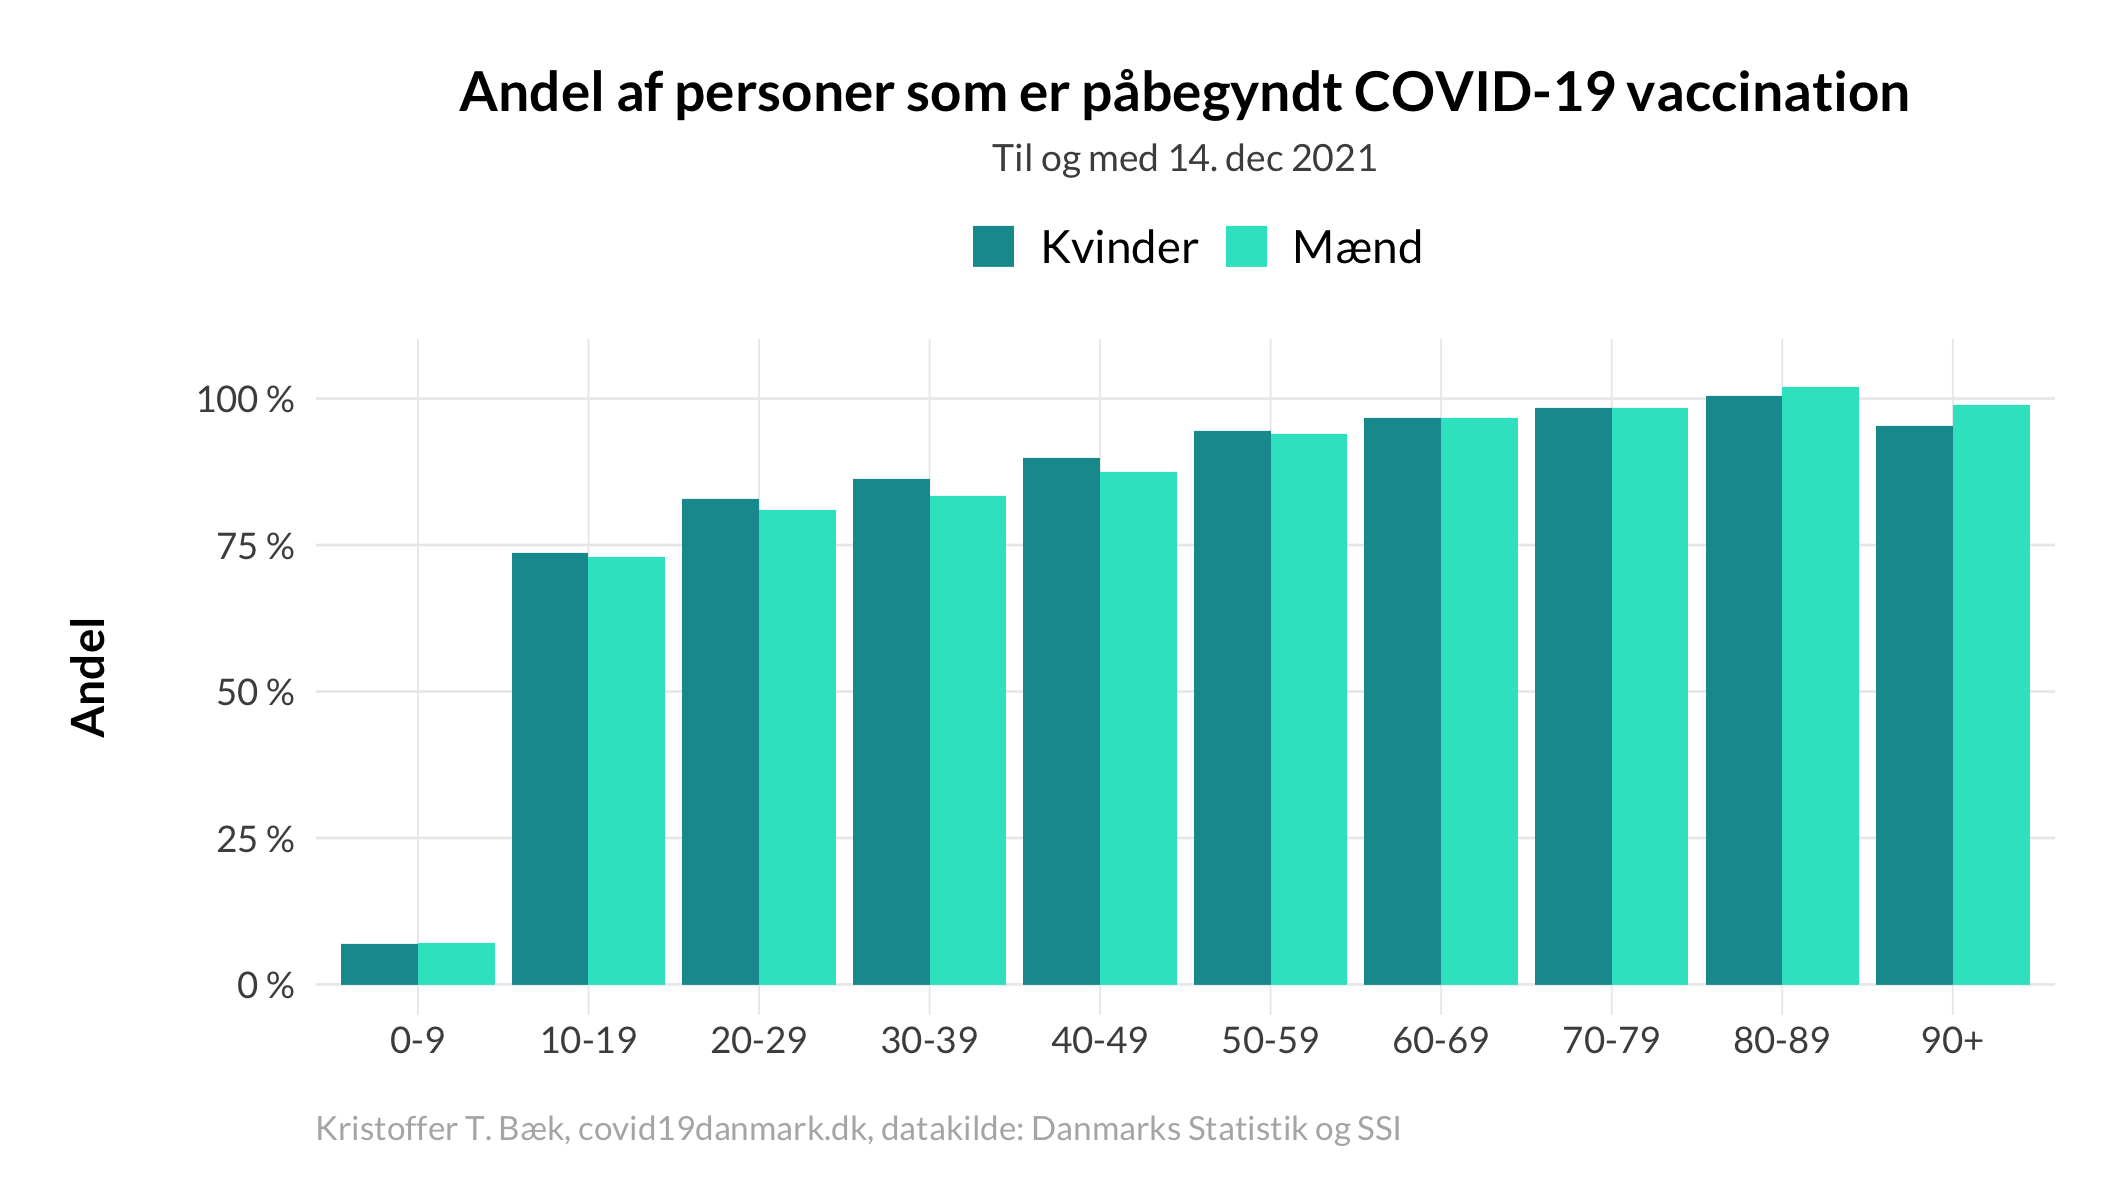 Andel af personer som er påbegyndt COVID-19 vaccination
Til og med 14. dec 2021
Kvinder Mænd
Andel
100 %
75 %
50 %
25 %
0 %
0-9 10-19 20-29 30-39 40-49 50-59 60-69 70-79 80-89 90+
Kristoffer T. Bæk, covid19danmark.dk, datakilde: Danmarks Statistik og SSI